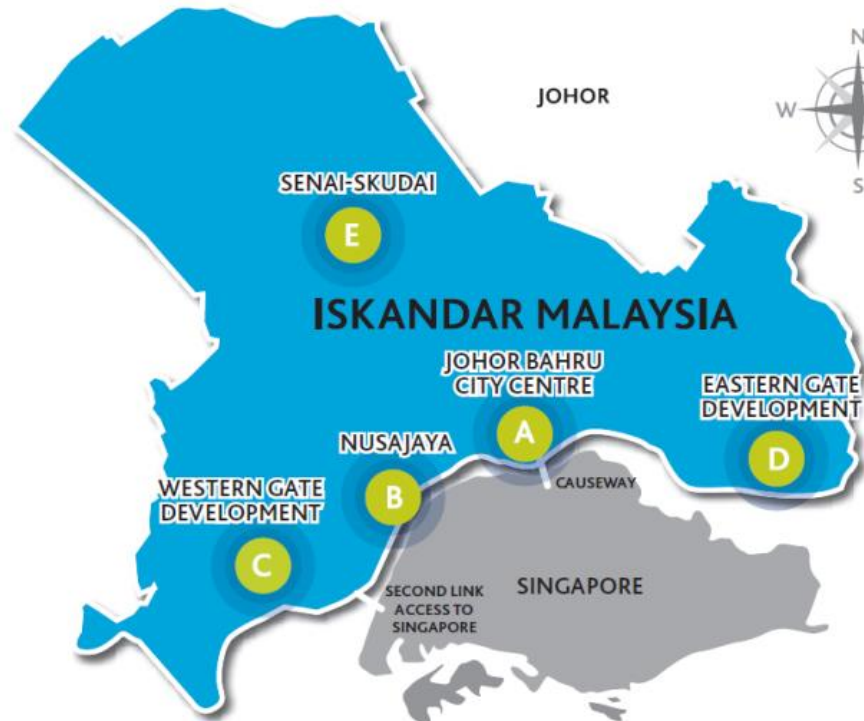 N
JOHOR
W
S
SENAI-SKUDAI
E
ISKANDAR MALAYSIA
JOHOR BAHRU
CITY CENTRE
A
EASTERN GATE
DEVELOPMENT
D
NUSAJAYA
B
CAUSEWAY
WESTERN GATE
DEVELOPMENT
C
SECOND LINK
ACCESS TO
SINGAPORE
SINGAPORE